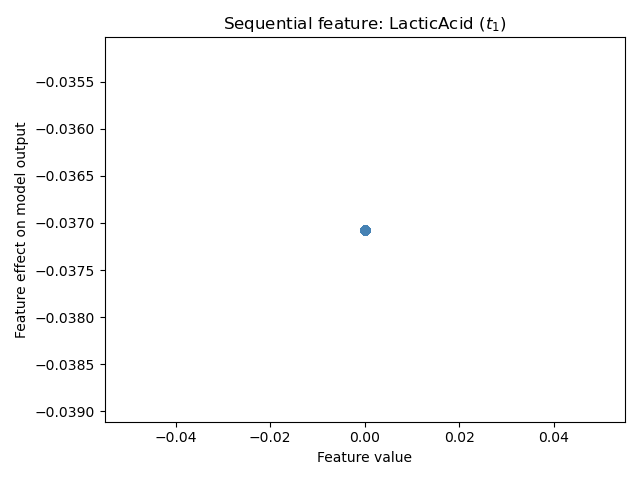 Sequential feature: LacticAcid (t₁)
Feature effect on model output
−0.0355
−0.0360
−0.0365
−0.0370
−0.0375
−0.0380
−0.0385
−0.0390
−0.04 −0.02 0.00 0.02 0.04
Feature value